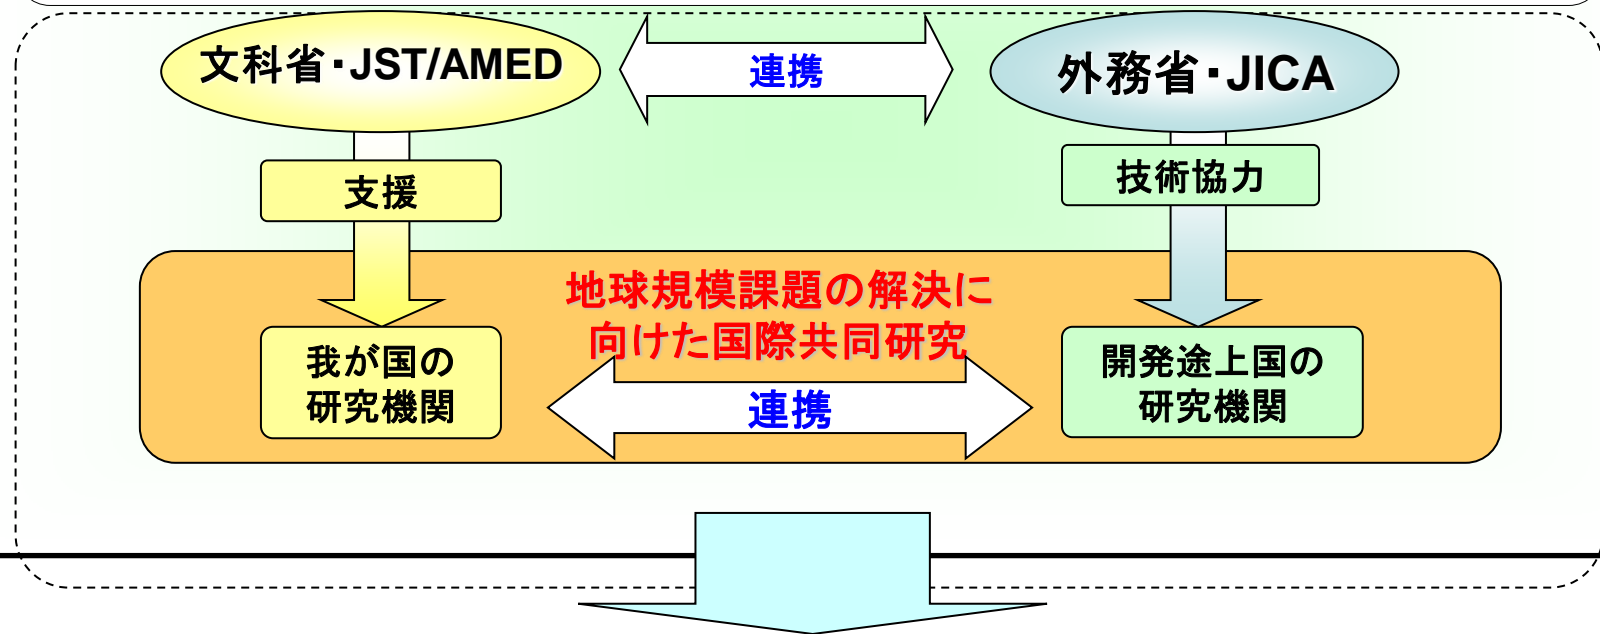 文科省・JST/AMED
連携
外務省・JICA
支援
技術協力
地球規模課題の解決に
向けた国際共同研究
我が国の
研究機関
連携
開発途上国の
研究機関